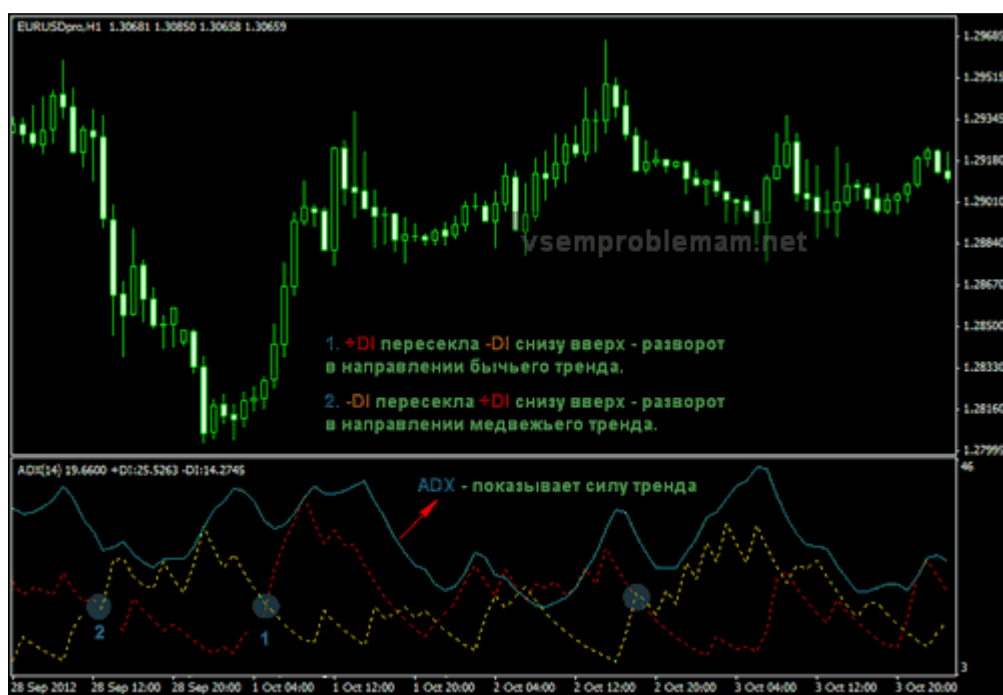 EURUSDpro,H1 1.30681 1.30850 1.30658 1.30659
1.29685
1.29515
1.29345
1.29180
1.29010
1.28840
1.28670
1.28500
1.28330
1.28160
1.27995
vsemproblemam.net
1. +DI пересекла -DI снизу вверх - разворот
в направлении бычьего тренда.
2. -DI пересекла +DI снизу вверх - разворот
в направлении медвежьего тренда.
ADX(14) 19.6600 +DI:25.5263 -DI:14.2745
46
ADX - показывает силу тренда
2
1
3
28 Sep 2012 28 Sep 12:00 28 Sep 20:00 1 Oct 04:00 1 Oct 12:00 1 Oct 20:00 2 Oct 04:00 2 Oct 12:00 2 Oct 20:00 3 Oct 04:00 3 Oct 12:00 3 Oct 20:00